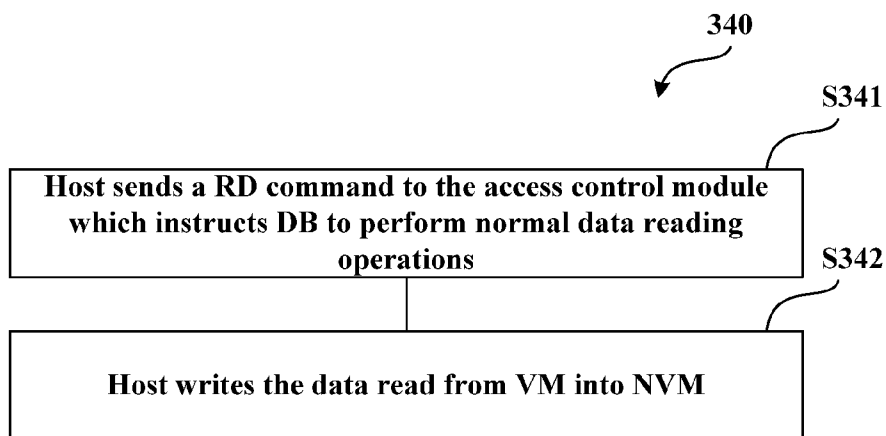 340
S341
Host sends a RD command to the access control module
which instructs DB to perform normal data reading
operations
S342
Host writes the data read from VM into NVM